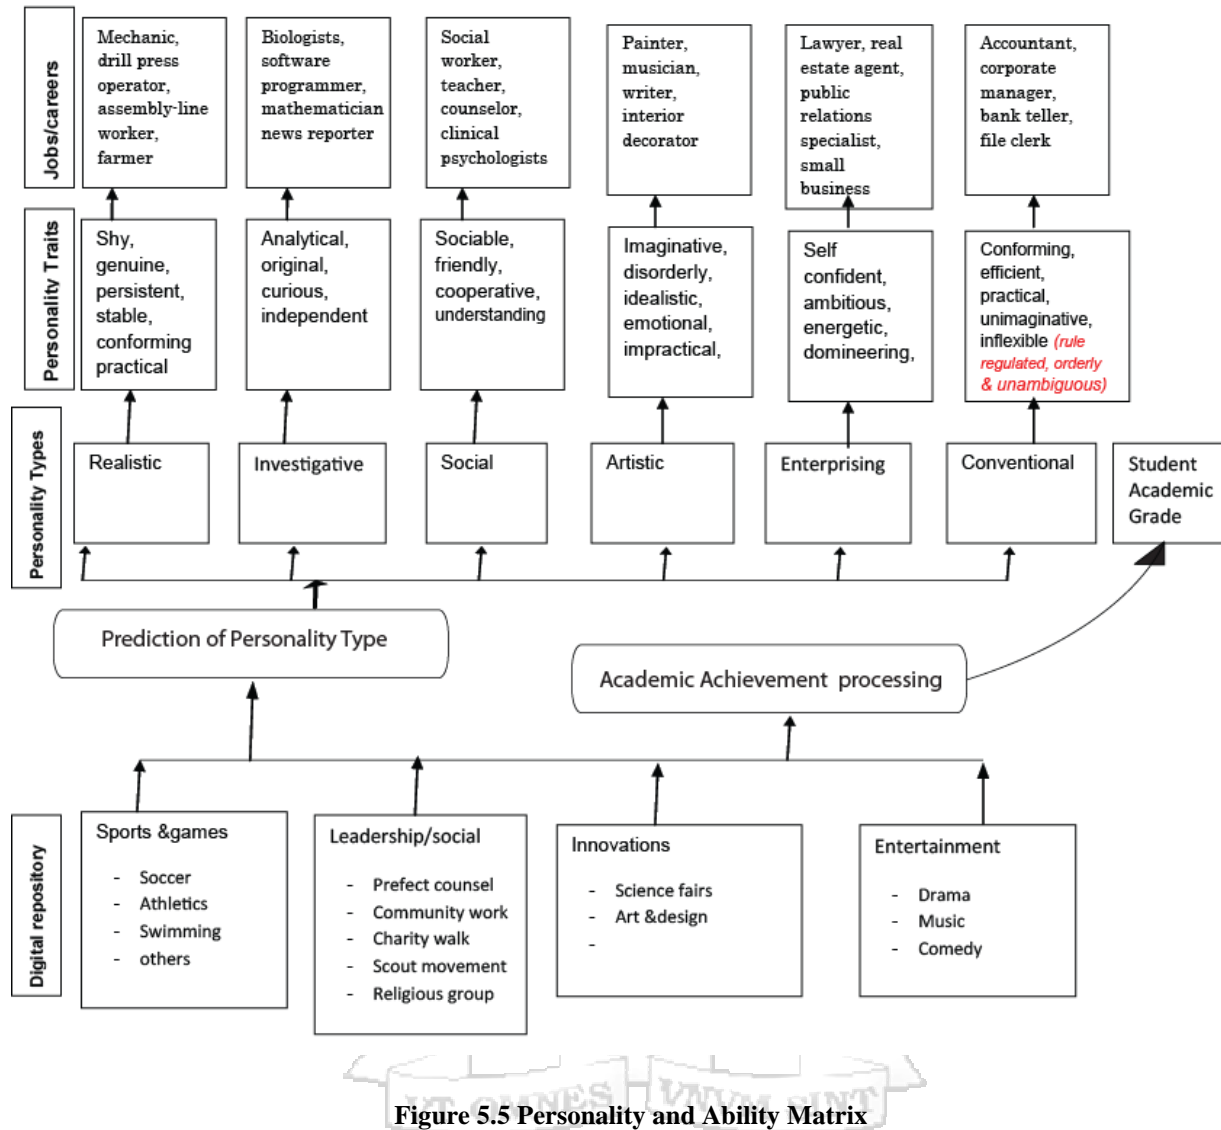 Jobs/careers
Mechanic,
drill press
operator,
assembly-line
worker,
farmer
Biologists,
software
programmer,
mathematician
news reporter
Social
worker,
teacher,
counselor,
clinical
psychologists
Painter,
musician,
writer,
interior
decorator
Lawyer, real
estate agent,
public
relations
specialist,
small
business
Accountant,
corporate
manager,
bank teller,
file clerk
Personality Traits
Shy,
genuine,
persistent,
stable,
conforming
practical
Analytical,
original,
curious,
independent
Sociable,
friendly,
cooperative,
understanding
Imaginative,
disorderly,
idealistic,
emotional,
impractical,
Self
confident,
ambitious,
energetic,
domineering,
Conforming,
efficient,
practical,
unimaginative,
inflexible (rule
regulated, orderly
& unambiguous)
Personality Types
Realistic
Investigative
Social
Artistic
Enterprising
Conventional
Student
Academic
Grade
Prediction of Personality Type
Academic Achievement processing
Digital repository
Sports &games
- Soccer
- Athletics
- Swimming
- others
Leadership/social
- Prefect counsel
- Community work
- Charity walk
- Scout movement
- Religious group
Innovations
- Science fairs
- Art &design
-
Entertainment
- Drama
- Music
- Comedy
VT OMNES VNVM SINT
Figure 5.5 Personality and Ability Matrix